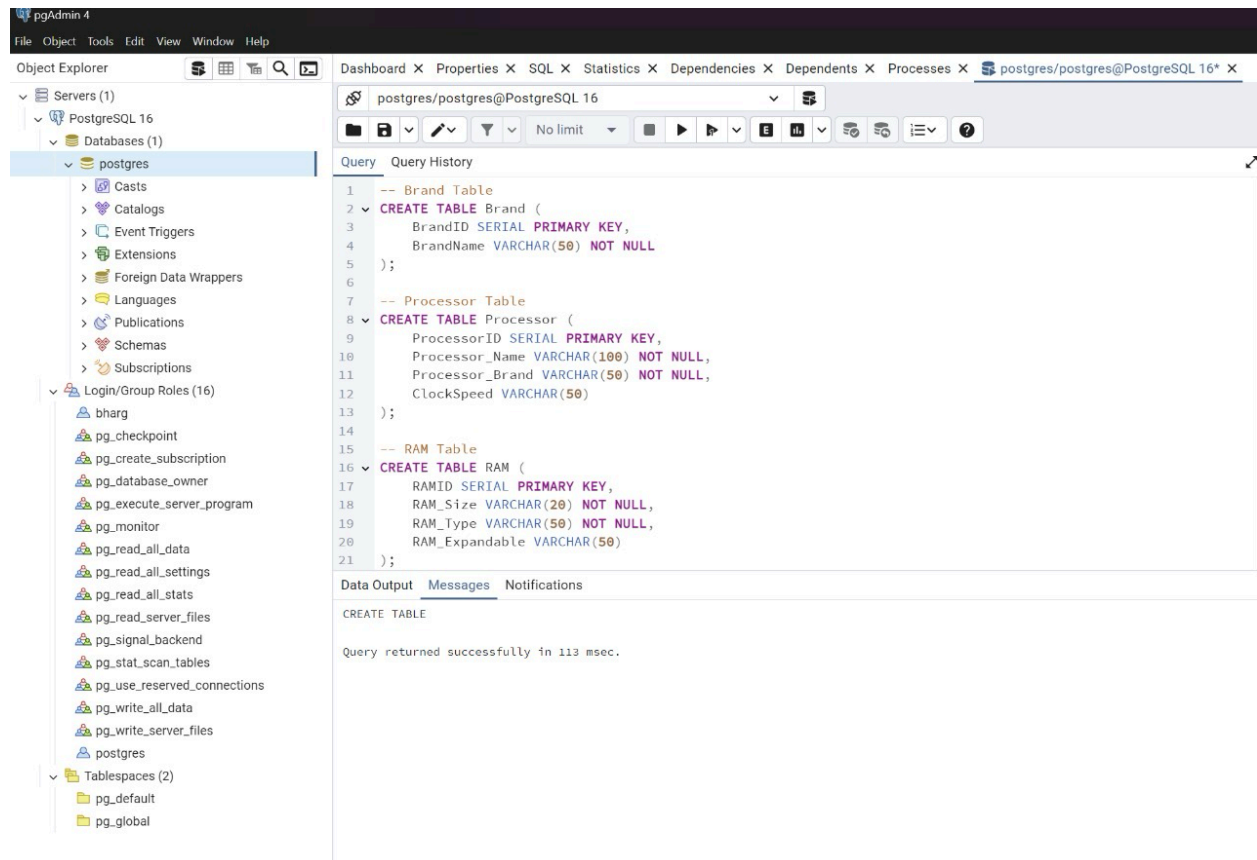 pgAdmin 4
File Object Tools Edit View Window Help
Object Explorer
Servers (1)
PostgreSQL 16
Databases (1)
postgres
Casts
Catalogs
Event Triggers
Extensions
Foreign Data Wrappers
Languages
Publications
Schemas
Subscriptions
Login/Group Roles (16)
bharg
pg_checkpoint
pg_create_subscription
pg_database_owner
pg_execute_server_program
pg_monitor
pg_read_all_data
pg_read_all_settings
pg_read_all_stats
pg_read_server_files
pg_signal_backend
pg_stat_scan_tables
pg_use_reserved_connections
pg_write_all_data
pg_write_server_files
postgres
Tablespaces (2)
pg_default
pg_global
Dashboard X Properties X SQL X Statistics X Dependencies X Dependents X Processes X postgres/postgres@PostgreSQL 16* X
postgres/postgres@PostgreSQL 16
No limit E
Query Query History
1 -- Brand Table
2 CREATE TABLE Brand (
3 BrandID SERIAL PRIMARY KEY,
4 BrandName VARCHAR(50) NOT NULL
5 );
6
7 -- Processor Table
8 CREATE TABLE Processor (
9 ProcessorID SERIAL PRIMARY KEY,
10 Processor_Name VARCHAR(100) NOT NULL,
11 Processor_Brand VARCHAR(50) NOT NULL,
12 ClockSpeed VARCHAR(50)
13 );
14
15 -- RAM Table
16 CREATE TABLE RAM (
17 RAMID SERIAL PRIMARY KEY,
18 RAM_Size VARCHAR(20) NOT NULL,
19 RAM_Type VARCHAR(50) NOT NULL,
20 RAM_Expandable VARCHAR(50)
21 );
Data Output Messages Notifications
CREATE TABLE
Query returned successfully in 113 msec.